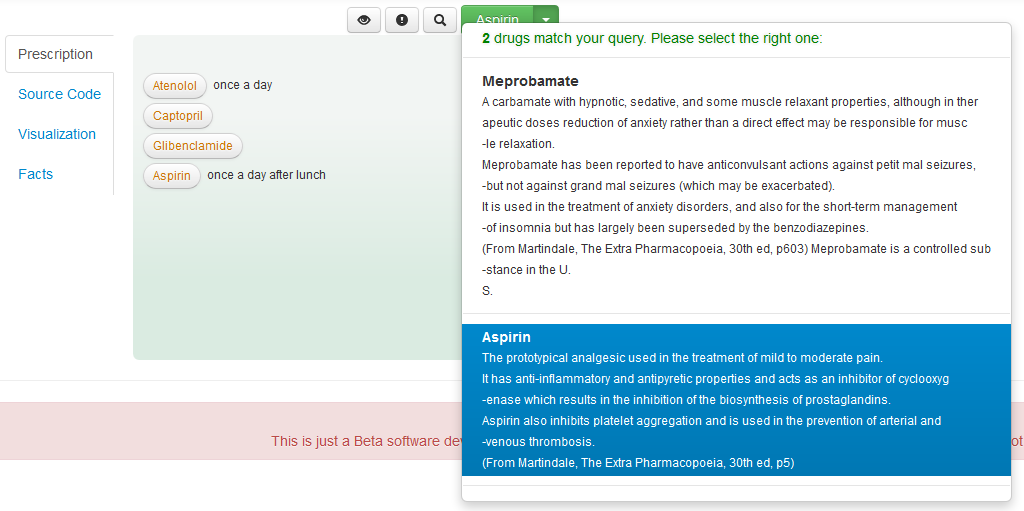 Aspirin
Prescription
Source Code
Visualization
Facts
Atenolol once a day
Captopril
Glibenclamide
Aspirin once a day after lunch
2 drugs match your query. Please select the right one:
Meprobamate
A carbamate with hypnotic, sedative, and some muscle relaxant properties, although in ther
apeutic doses reduction of anxiety rather than a direct effect may be responsible for musc
-le relaxation.
Meprobamate has been reported to have anticonvulsant actions against petit mal seizures,
-but not against grand mal seizures (which may be exacerbated).
It is used in the treatment of anxiety disorders, and also for the short-term management
-of insomnia but has largely been superseded by the benzodiazepines.
(From Martindale, The Extra Pharmacopoeia, 30th ed, p603) Meprobamate is a controlled sub
-stance in the U.
S.
Aspirin
The prototypical analgesic used in the treatment of mild to moderate pain.
It has anti-inflammatory and antipyretic properties and acts as an inhibitor of cyclooxyg
-enase which results in the inhibition of the biosynthesis of prostaglandins.
Aspirin also inhibits platelet aggregation and is used in the prevention of arterial and
-venous thrombosis.
(From Martindale, The Extra Pharmacopoeia, 30th ed, p5)
This is just a Beta software de